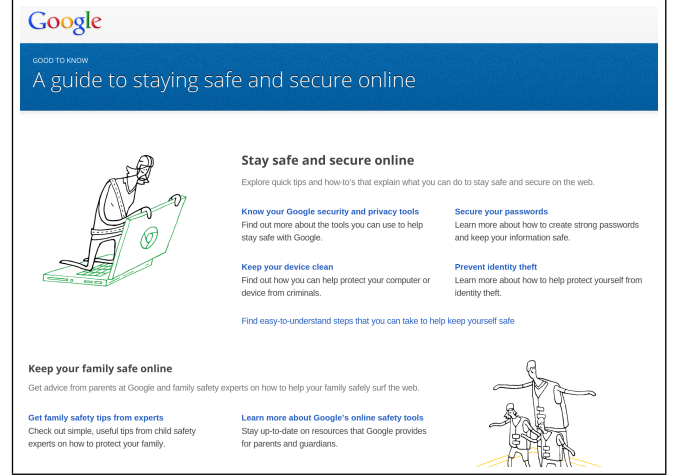 Google
GOOD TO KNOW
A guide to staying safe and secure online
Stay safe and secure online
Explore quick tips and how-to's that explain what you can do to stay safe and secure on the web.
Know your Google security and privacy tools
Find out more about the tools you can use to help
stay safe with Google.
Secure your passwords
Learn more about how to create strong passwords
and keep your information safe.
Keep your device clean
Find out how you can help protect your computer or
device from criminals.
Prevent identity theft
Learn more about how to help protect yourself from
identity theft.
Find easy-to-understand steps that you can take to help keep yourself safe
Keep your family safe online
Get advice from parents at Google and family safety experts on how to help your family safely surf the web.
Get family safety tips from experts
Check out simple, useful tips from child safety
experts on how to protect your family.
Learn more about Google's online safety tools
Stay up-to-date on resources that Google provides
for parents and guardians.